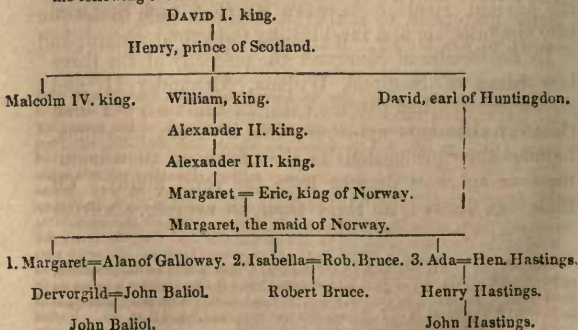 DAVID I. king.
Henry, prince of Scotland.
Malcolm IV. king. William, king. David, earl of Huntingdon.
Alexander II. king.
Alexander III. king.
Margaret = Eric, king of Norway.
Margaret, the maid of Norway.
1. Margaret=Alan of Galloway. 2. Isabella=Rob. Bruce. 3. Ada=Hen. Hastings.
Dervorgild=John Baliol. Robert Bruce. Henry Hastings.
John Baliol. John Hastings.